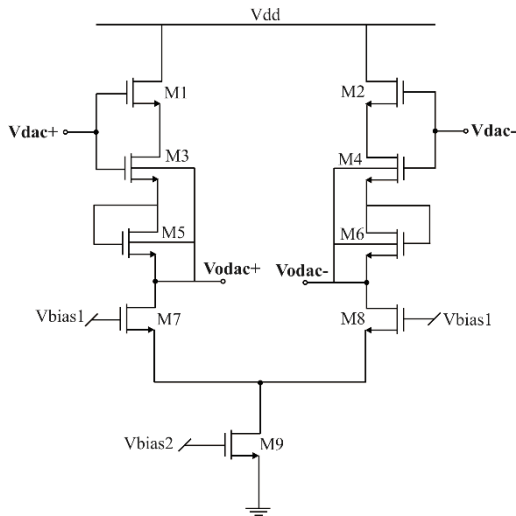 Vdd
M1
M2
Vdac+
Vdac-
M3
M4
M5
M6
Vodac+
Vodac-
Vbias1
M7
M8
Vbias1
Vbias2
M9